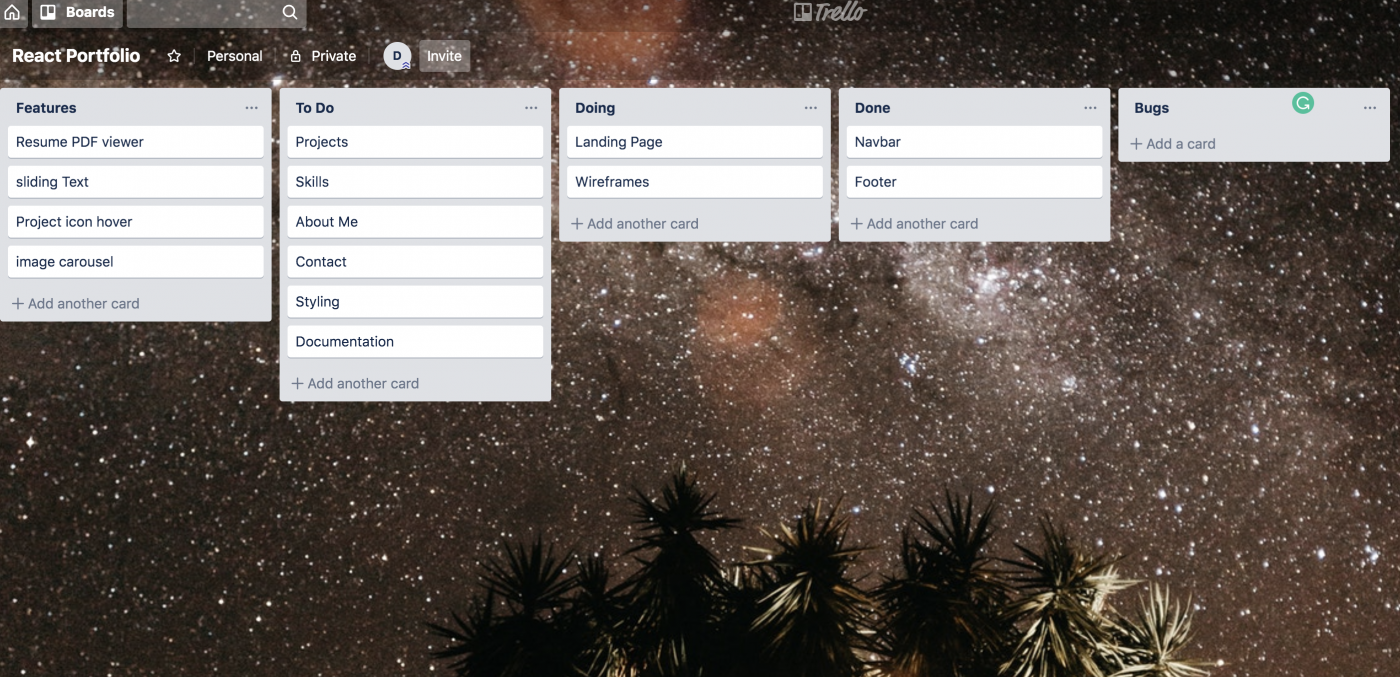 Boards
Trello
React Portfolio
Personal
Private
D
Invite
Features
Resume PDF viewer
sliding Text
Project icon hover
image carousel
+ Add another card
To Do
Projects
Skills
About Me
Contact
Styling
Documentation
+ Add another card
Doing
Landing Page
Wireframes
+ Add another card
Done
Navbar
Footer
+ Add another card
Bugs
+ Add a card